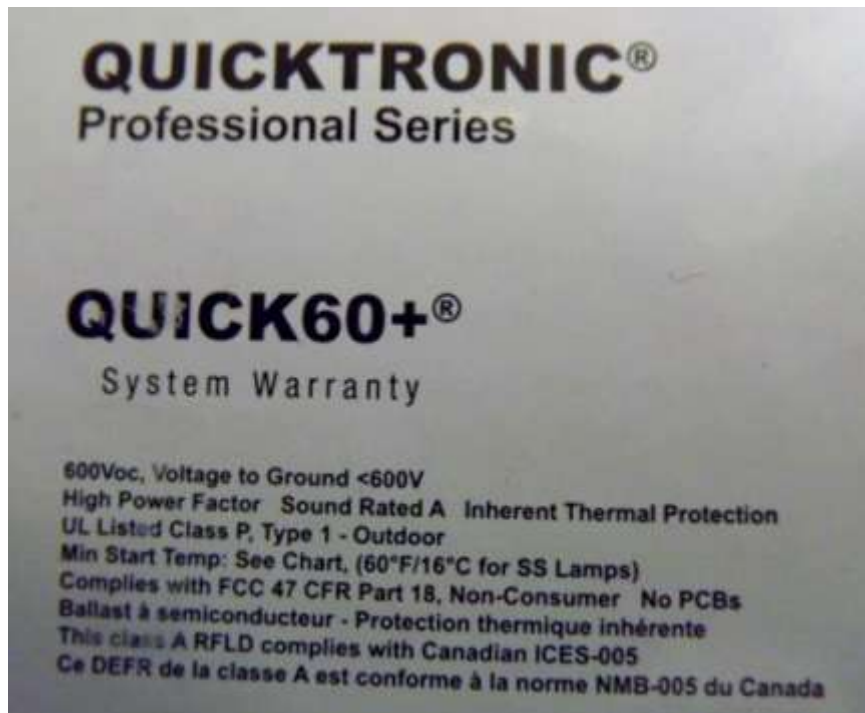 QUICKTRONIC®
Professional Series
QUICK60+®
System Warranty
600Voc, Voltage to Ground <600V
High Power Factor Sound Rated A Inherent Thermal Protection
UL Listed Class P, Type 1 - Outdoor
Min Start Temp: See Chart, (60°F/16°C for SS Lamps)
Complies with FCC 47 CFR Part 18, Non-Consumer No PCBs
Ballast à semiconducteur - Protection thermique inhérente
This class A RFLD complies with Canadian ICES-005
Ce DEFR de la classe A est conforme à la norme NMB-005 du Canada